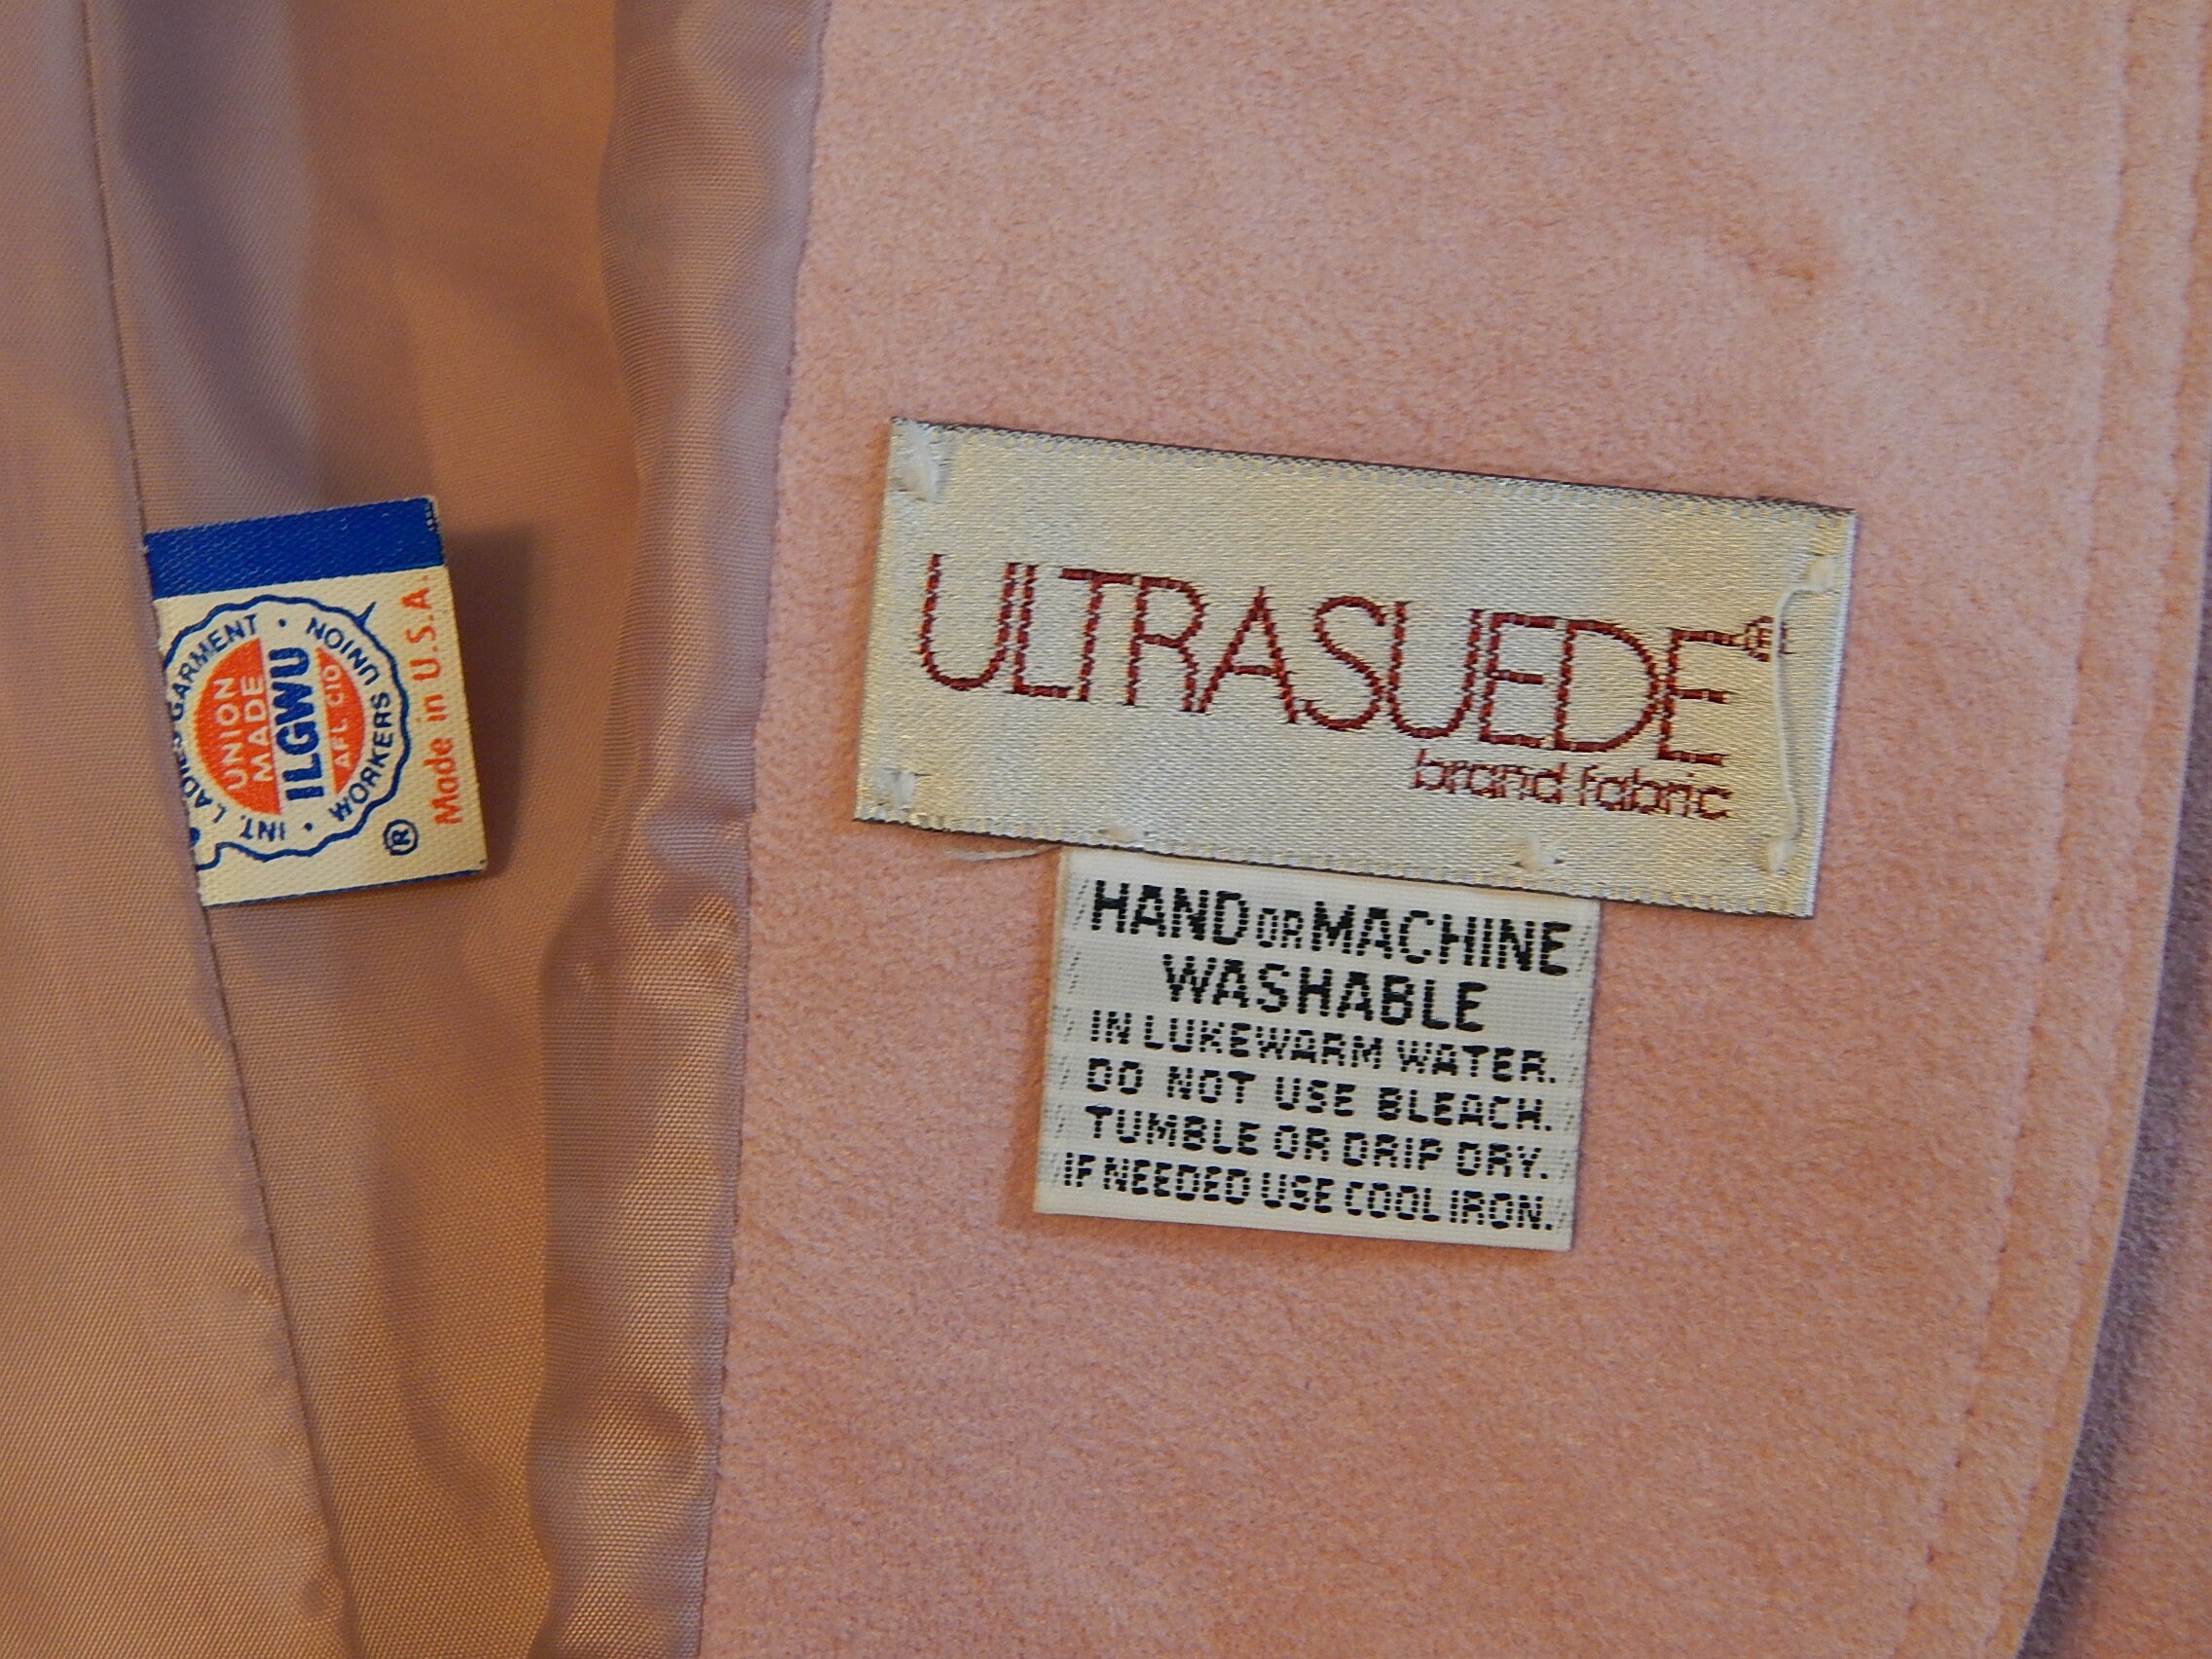 INT. LADIES GARMENT • WORKERS UNION •
UNION
MADE
ILGWU
AFL CIO
®
Made in U.S.A.
ULTRASUEDE®
brand fabric
HAND OR MACHINE
WASHABLE
IN LUKEWARM WATER.
DO NOT USE BLEACH.
TUMBLE OR DRIP DRY.
IF NEEDED USE COOL IRON.